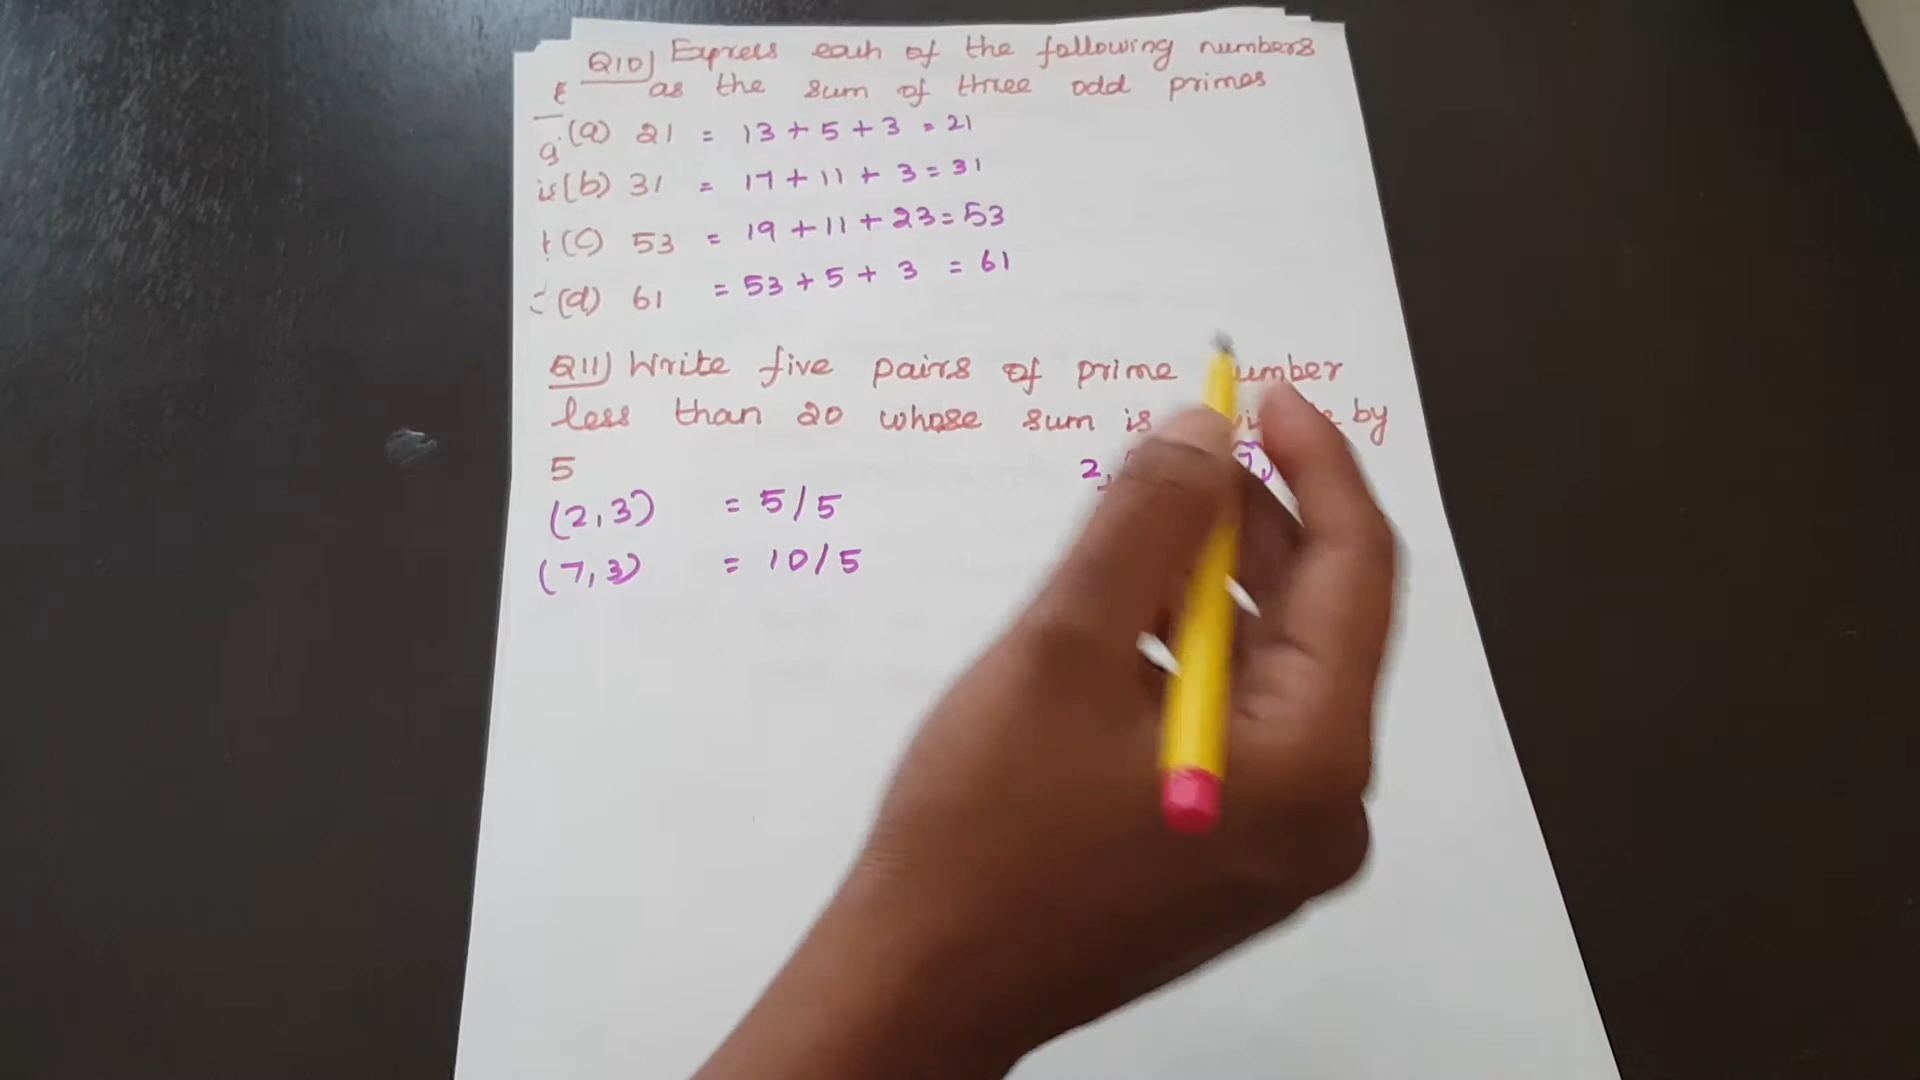 Q10) Express each of the following numbers
as the sum of three odd primes
(a) 21 = 13 + 5 + 3 = 21
(b) 31 = 17 + 11 + 3 = 31
(c) 53 = 19 + 11 + 23 = 53
(d) 61 = 53 + 5 + 3 = 61
Q11) Write five pairs of prime number
less than 20 whose sum is by
5
2, 7,
(2,3) = 5/5
(7,3) = 10/5